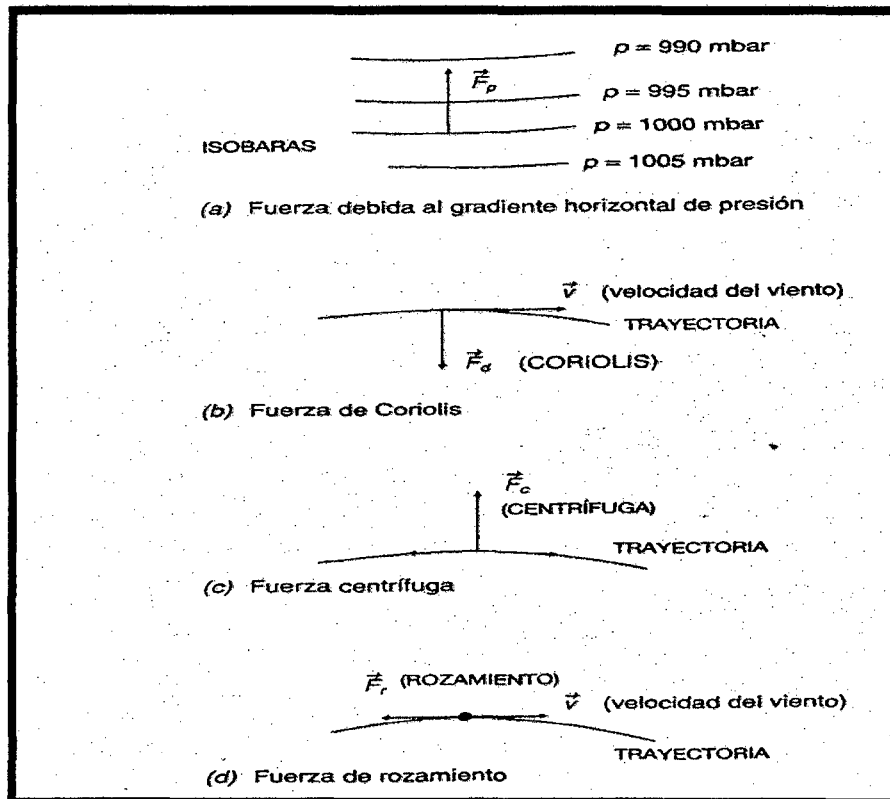 p = 990 mbar
F⃗p
p = 995 mbar
p = 1000 mbar
ISOBARAS
p = 1005 mbar
(a) Fuerza debida al gradiente horizontal de presión
v⃗ (velocidad del viento)
TRAYECTORIA
F⃗d (CORIOLIS)
(b) Fuerza de Coriolis
F⃗c
(CENTRÍFUGA)
TRAYECTORIA
(c) Fuerza centrífuga
F⃗r (ROZAMIENTO)
v⃗ (velocidad del viento)
TRAYECTORIA
(d) Fuerza de rozamiento